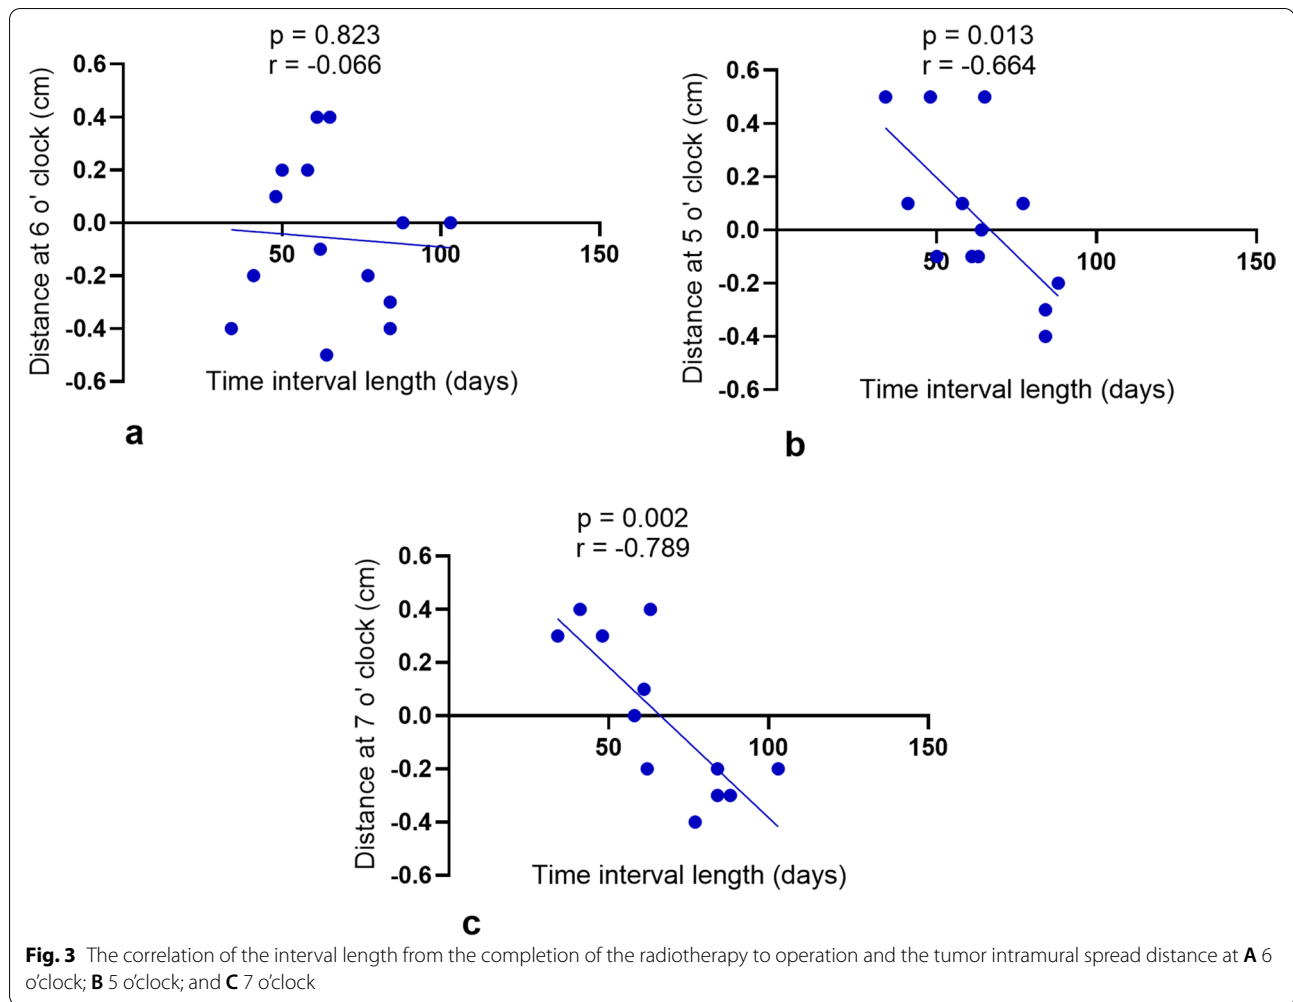 p = 0.823
r = -0.066
0.6
0.4
0.2
0.0
-0.2
-0.4
-0.6
50
100
150
Distance at 6 o' clock (cm)
Time interval length (days)
a
p = 0.013
r = -0.664
0.6
0.4
0.2
0.0
-0.2
-0.4
-0.6
50
100
150
Distance at 5 o' clock (cm)
Time interval length (days)
b
p = 0.002
r = -0.789
0.6
0.4
0.2
0.0
-0.2
-0.4
-0.6
50
100
150
Distance at 7 o' clock (cm)
Time interval length (days)
c
Fig. 3 The correlation of the interval length from the completion of the radiotherapy to operation and the tumor intramural spread distance at A 6
o’clock; B 5 o’clock; and C 7 o’clock